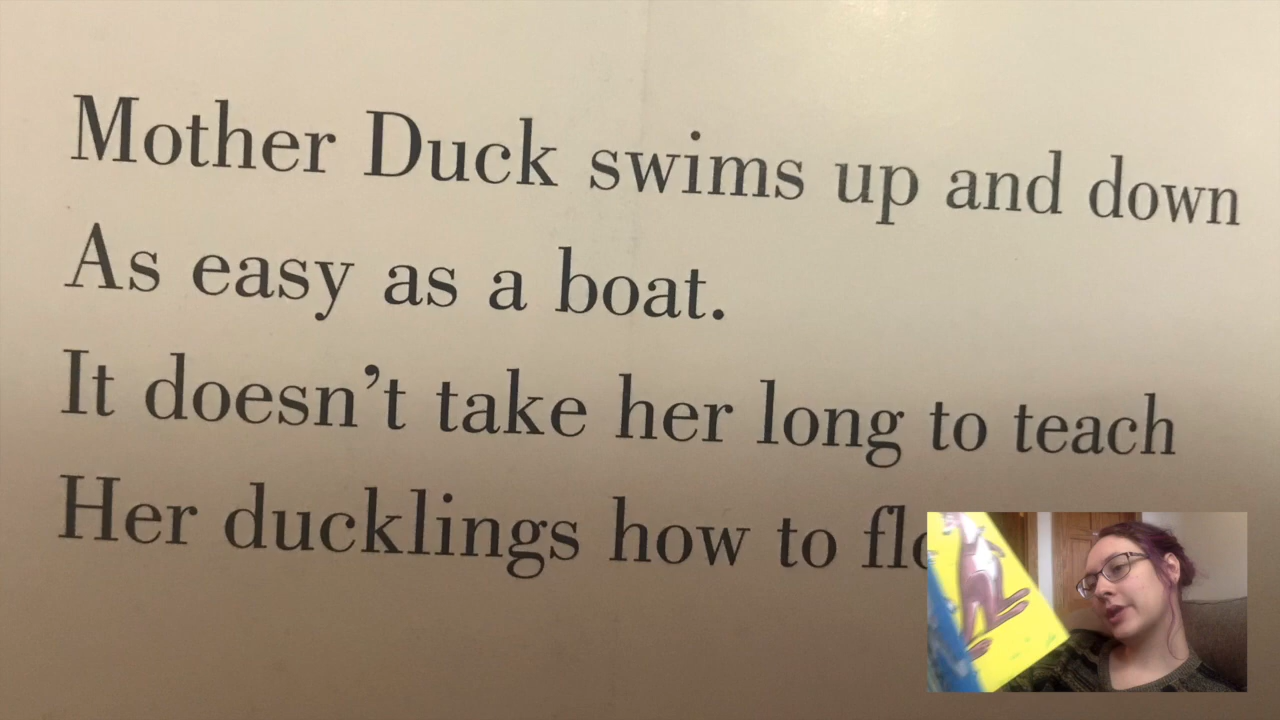 Mother Duck swims up and down
As easy as a boat.
It doesn't take her long to teach
Her ducklings how to